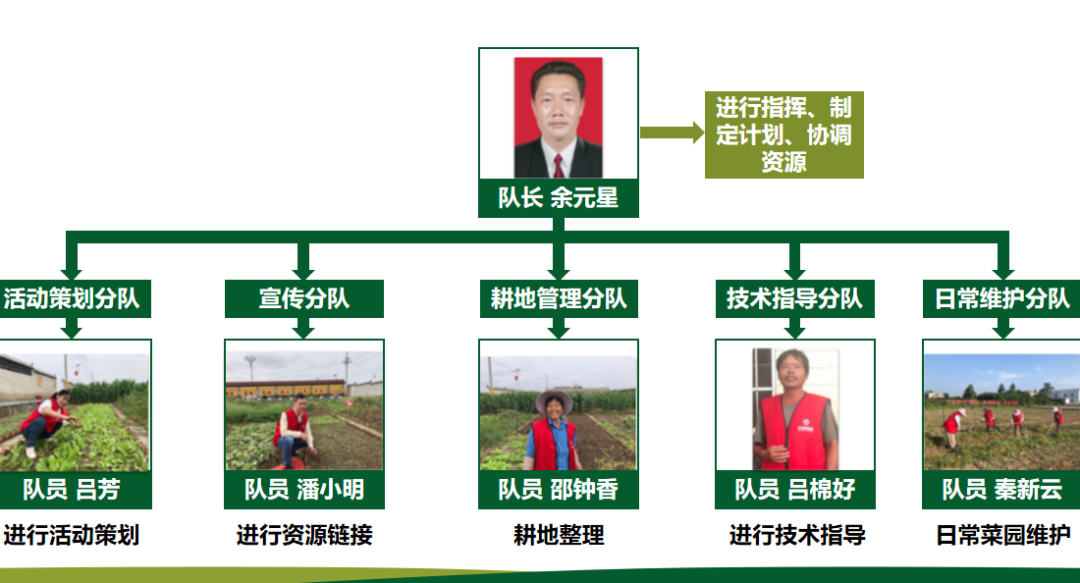 进行指挥、制
定计划、协调
资源
队长 余元星
活动策划分队
宣传分队
耕地管理分队
技术指导分队
日常维护分队
队员 吕芳
队员 潘小明
队员 邵钟香
队员 吕棉好
队员 秦新云
进行活动策划
进行资源链接
耕地整理
进行技术指导
日常菜园维护